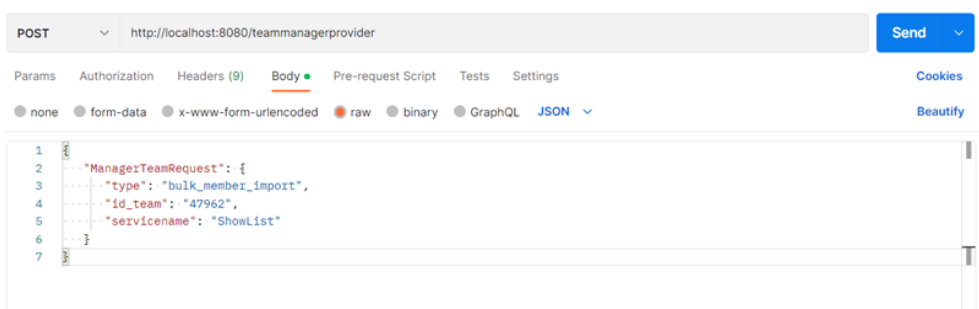 POST http://localhost:8080/teammanagerprovider Send
Params Authorization Headers (9) Body Pre-request Script Tests Settings Cookies
none form-data x-www-form-urlencoded raw binary GraphQL JSON Beautify
1 {
2 "ManagerTeamRequest": {
3 "type": "bulk_member_import",
4 "id_team": "47962",
5 "servicename": "ShowList"
6 }
7 }